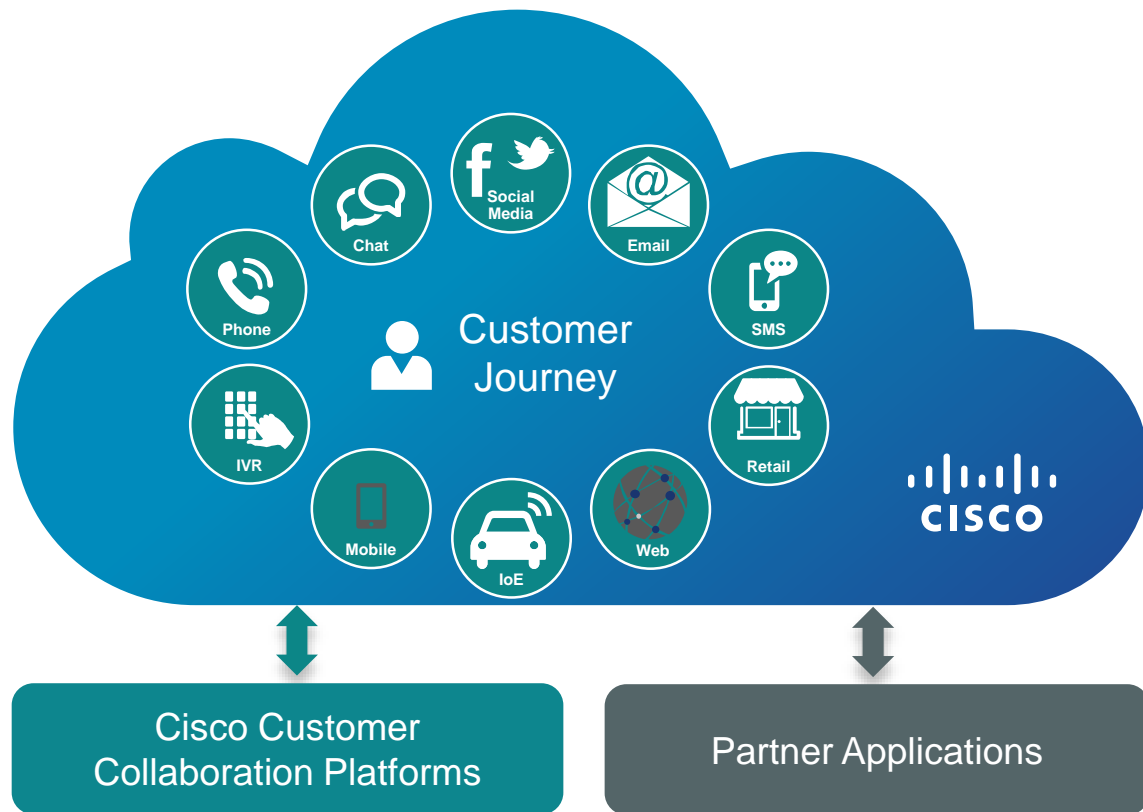 Social
Media
Chat
Email
Phone
SMS
Customer
Journey
IVR
Retail
CISCO
Mobile
Web
IoE
Cisco Customer
Collaboration Platforms
Partner Applications